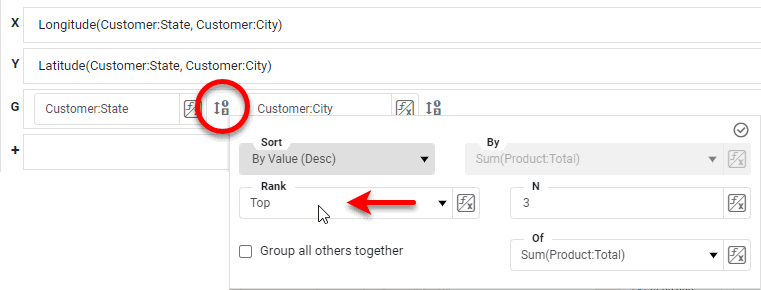 X Longitude(Customer:State, Customer:City)
Y Latitude(Customer:State, Customer:City)
G Customer:State f/x Customer:City f/x
+
Sort By
By Value (Desc) Sum(Product:Total) f/x
Rank N
Top f/x 3 f/x
Group all others together
Of
Sum(Product:Total) f/x